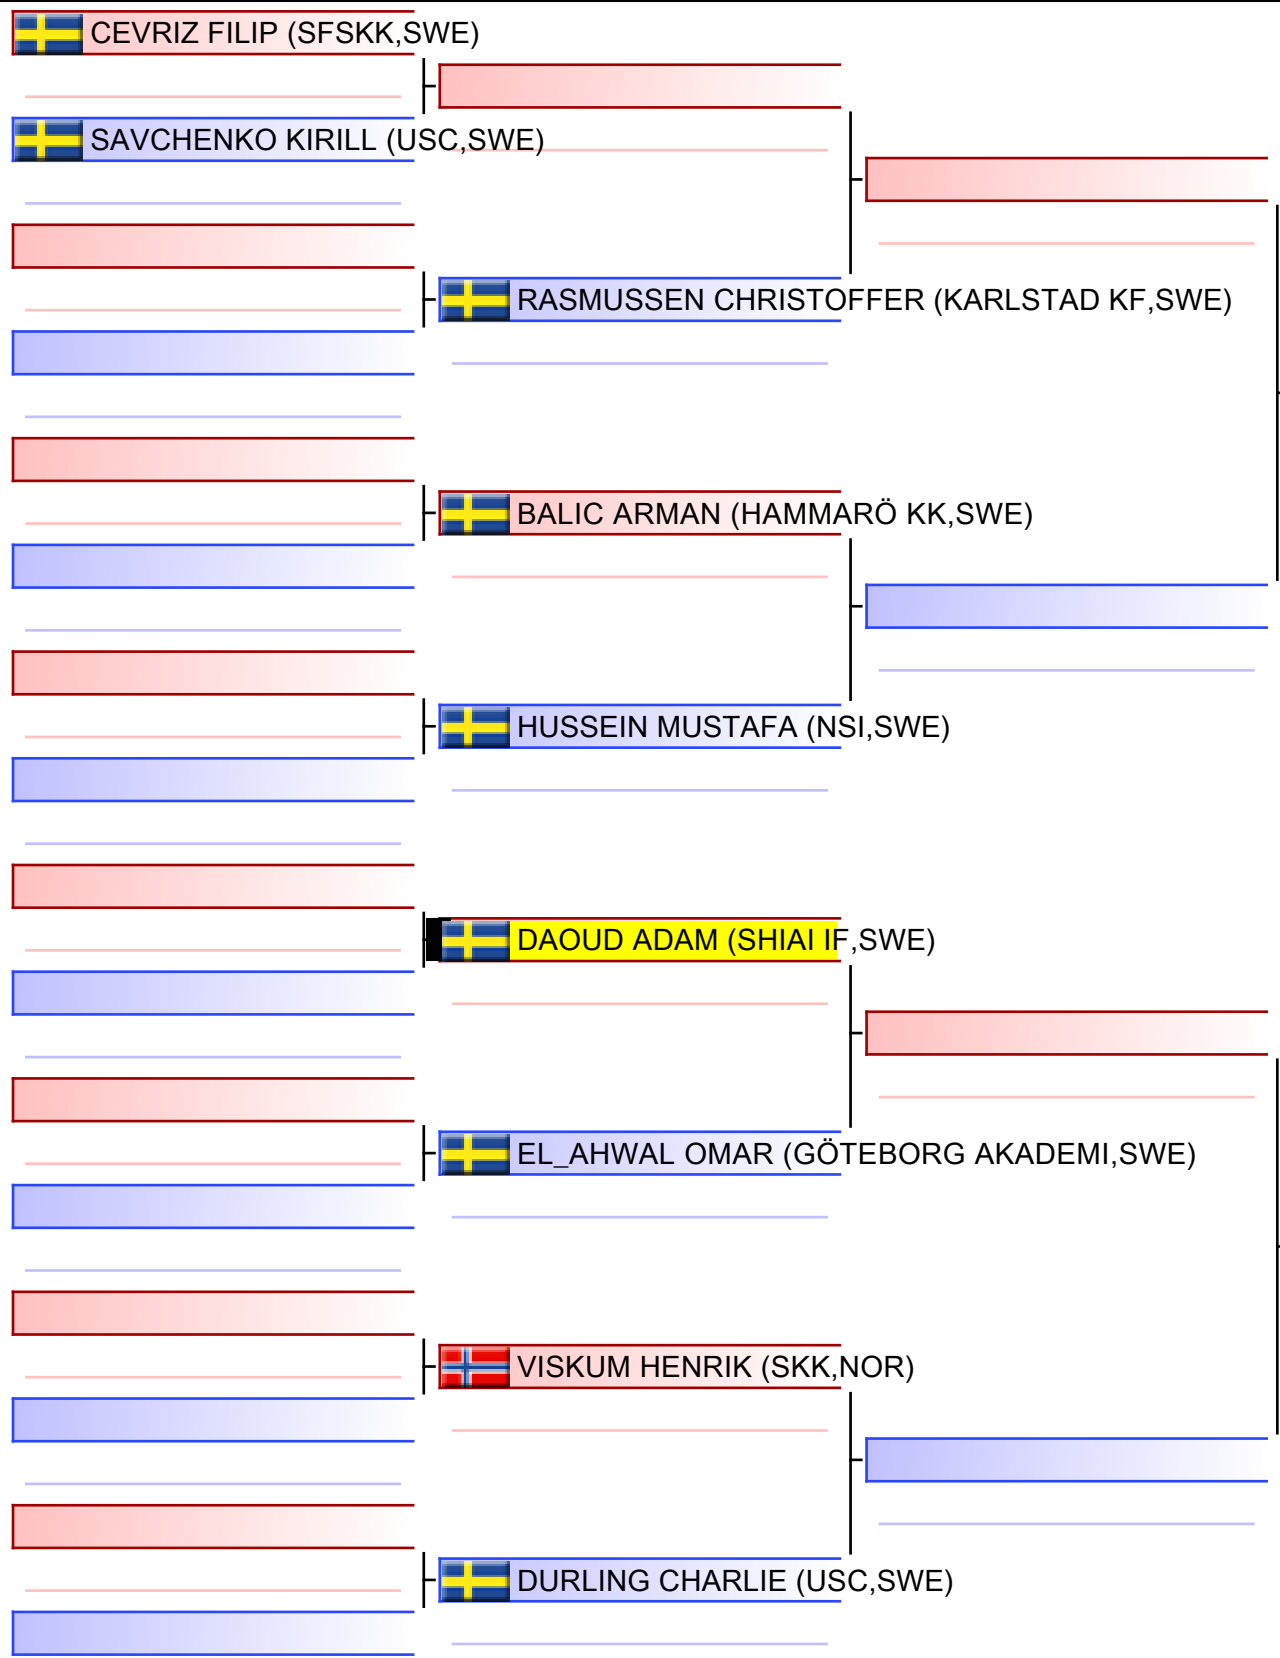 CEVRIZ FILIP (SFSKK,SWE)
SAVCHENKO KIRILL (USC,SWE)
RASMUSSEN CHRISTOFFER (KARLSTAD KF,SWE)
BALIC ARMAN (HAMMARÖ KK,SWE)
HUSSEIN MUSTAFA (NSI,SWE)
DAOUD ADAM (SHIAI IF,SWE)
EL_AHWAL OMAR (GÖTEBORG AKADEMI,SWE)
VISKUM HENRIK (SKK,NOR)
DURLING CHARLIE (USC,SWE)